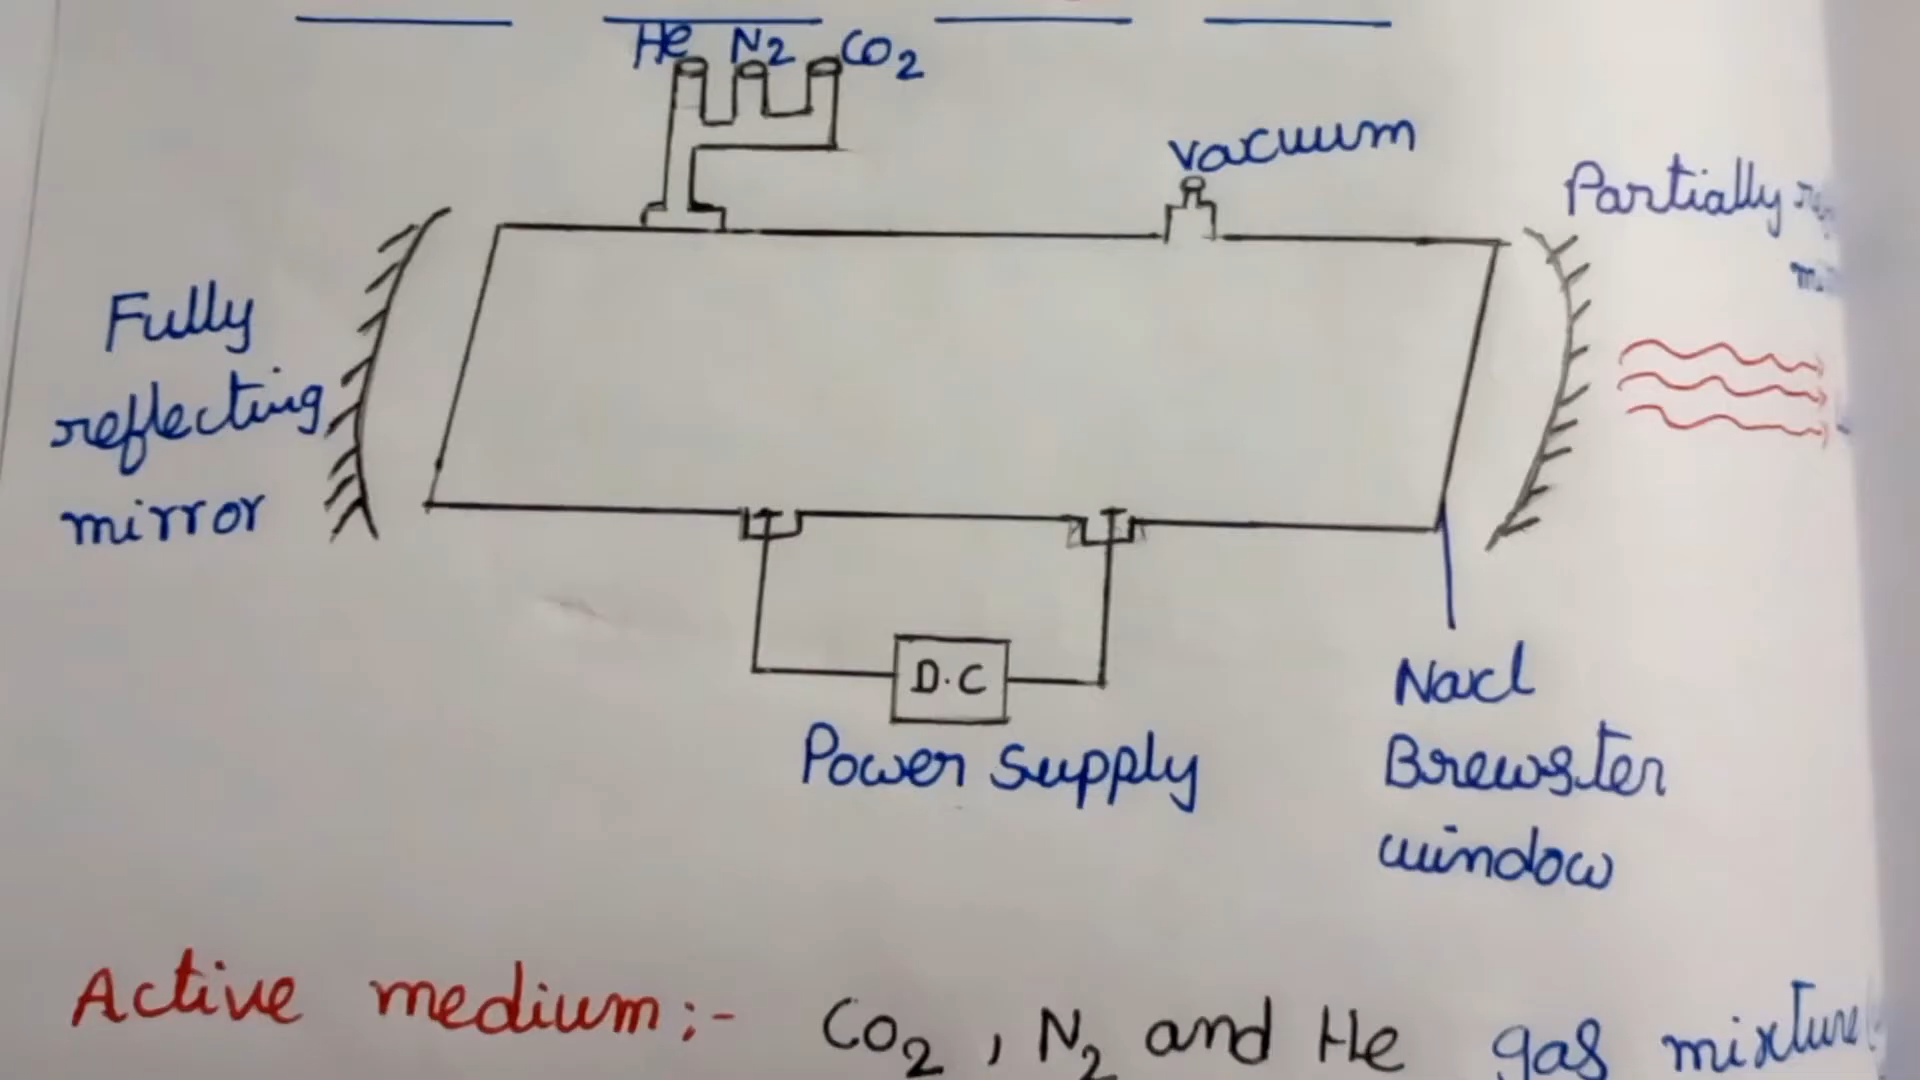 He N2 CO2
vacuum
Partially
Fully
reflecting
mirror
D.C
Power Supply
Nacl
Brewster
window
Active medium:- CO2, N2 and He gas mixture